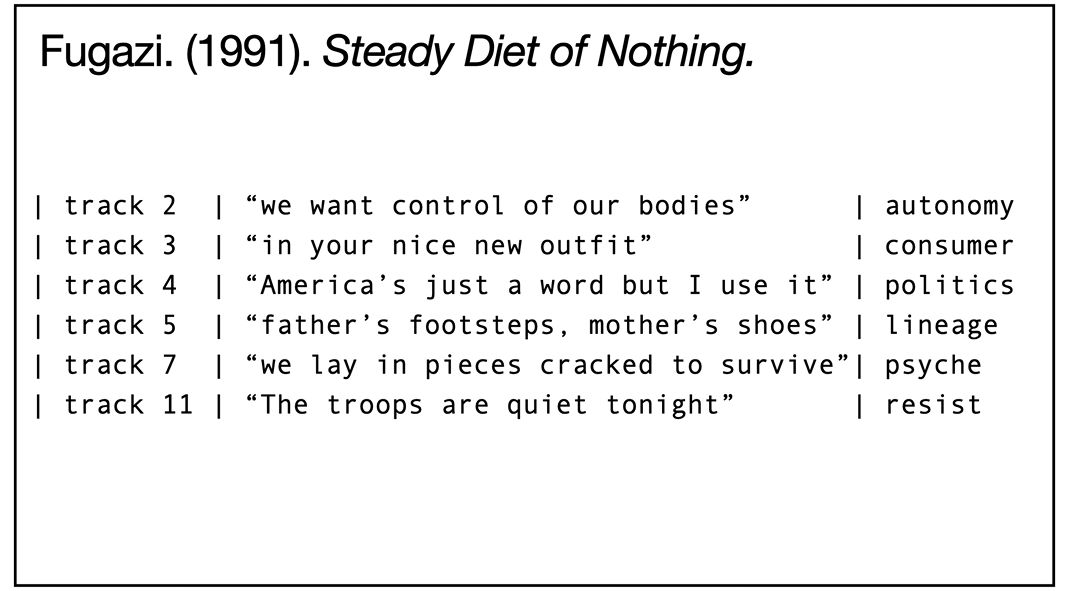 Fugazi. (1991). Steady Diet of Nothing.
| track 2  | “we want control of our bodies”      | autonomy
| track 3  | “in your nice new outfit”            | consumer
| track 4  | “America’s just a word but I use it” | politics
| track 5  | “father’s footsteps, mother’s shoes” | lineage
| track 7  | “we lay in pieces cracked to survive”| psyche
| track 11 | “The troops are quiet tonight”       | resist